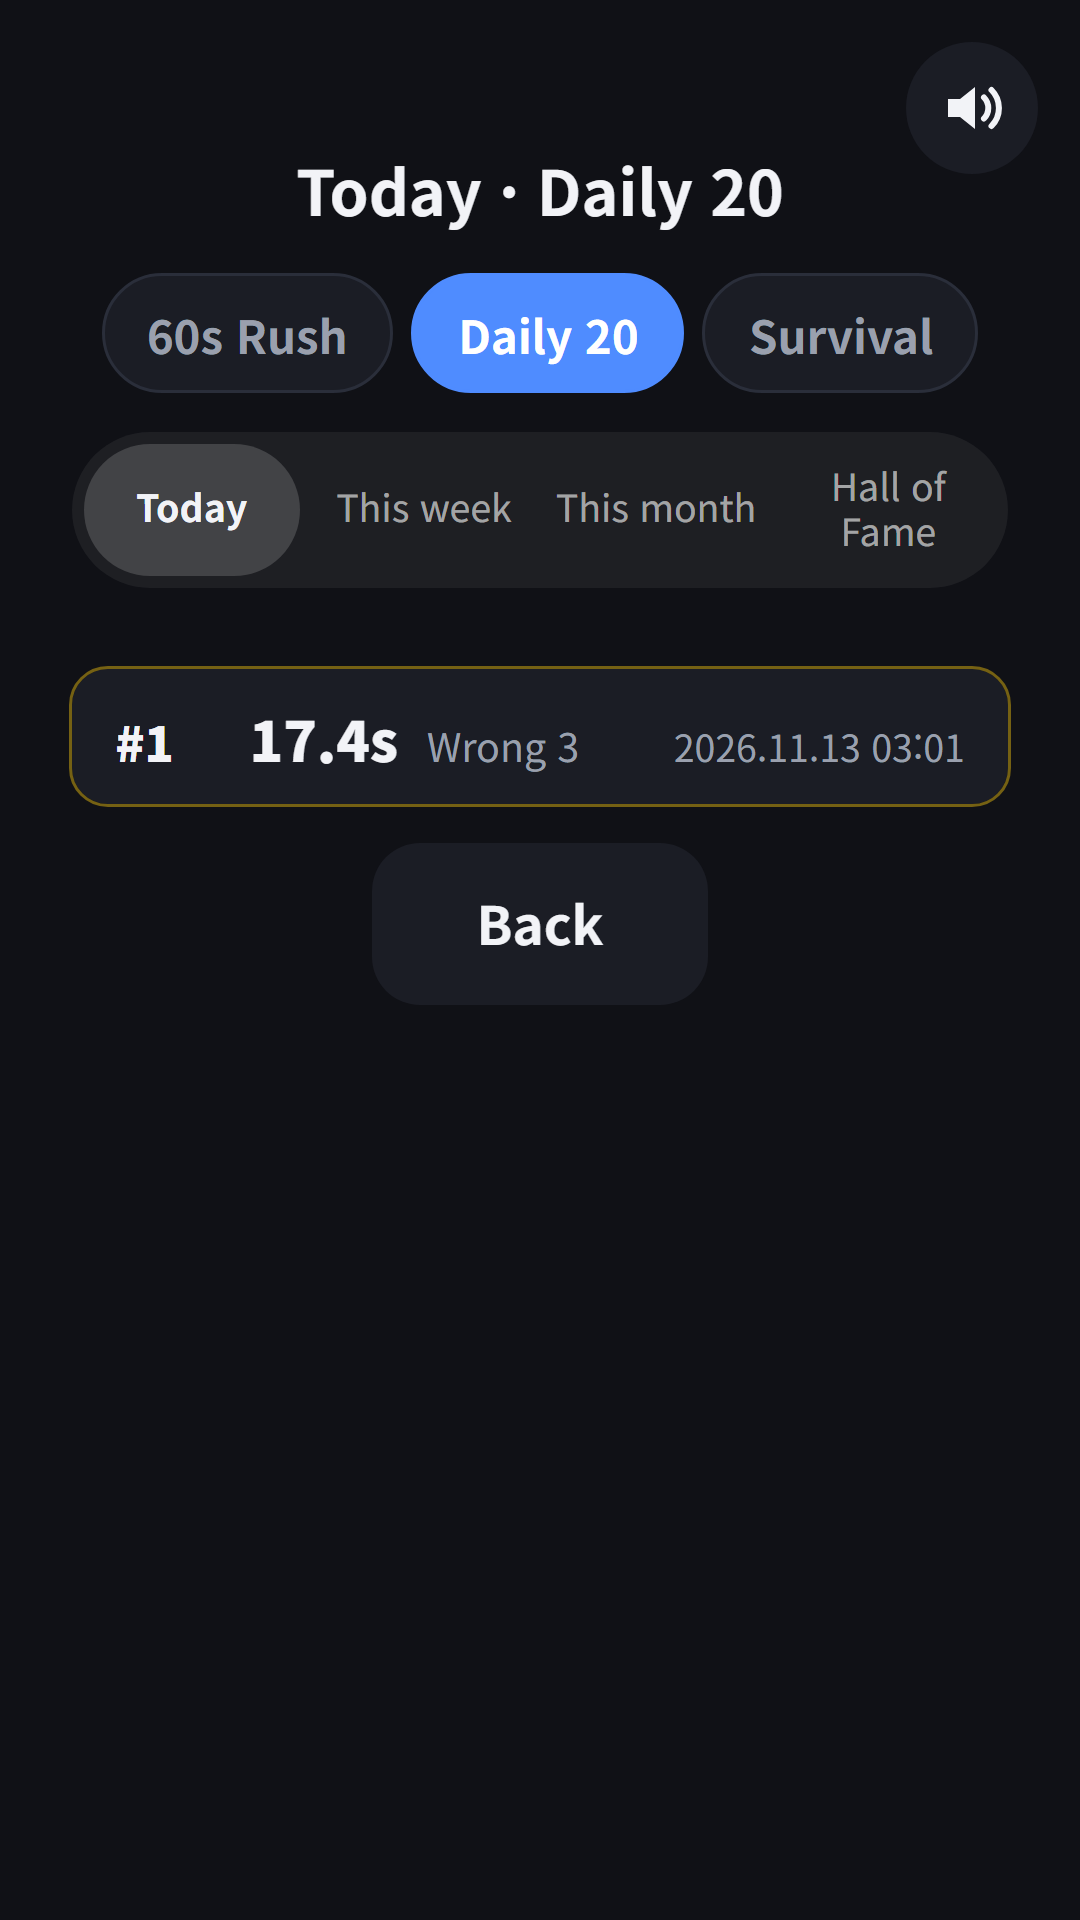 Today · Daily 20
60s Rush
Daily 20
Survival
Today
This week
This month
Hall of
Fame
#1 17.4s Wrong 3 2026.11.13 03:01
Back